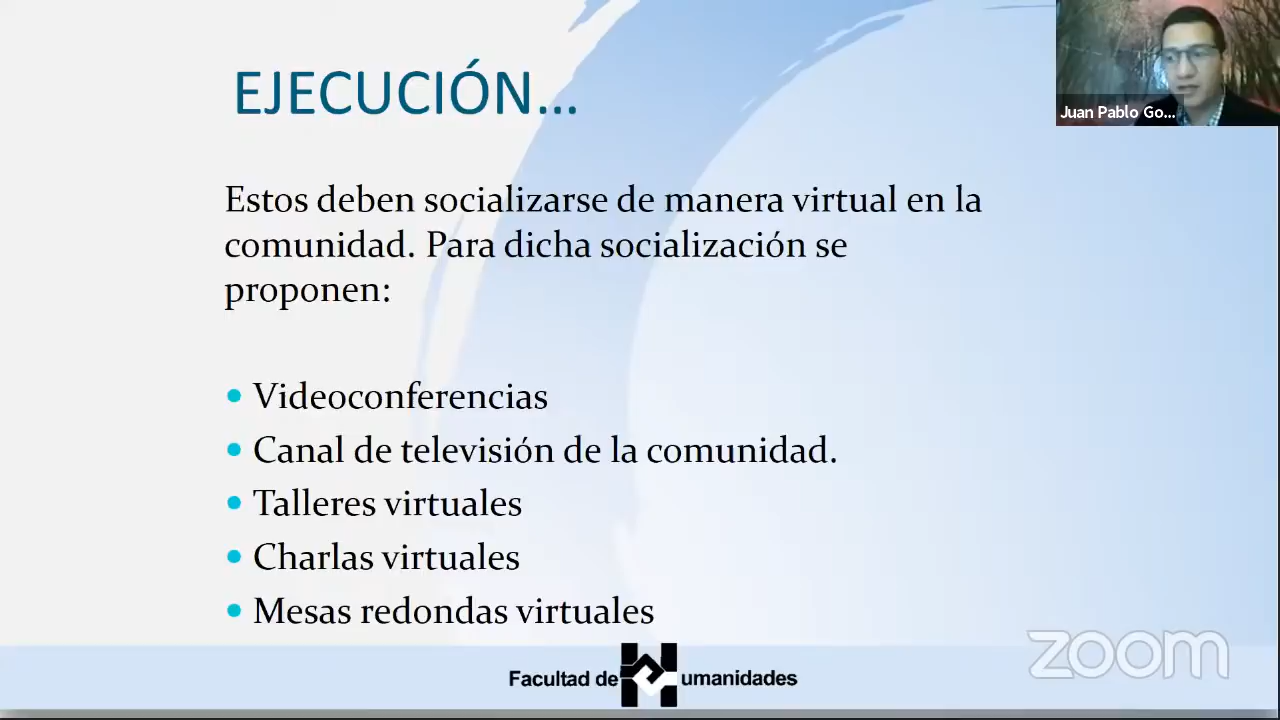 EJECUCIÓN...
Juan Pablo Go...
Estos deben socializarse de manera virtual en la
comunidad. Para dicha socialización se
proponen:
• Videoconferencias
• Canal de televisión de la comunidad.
• Talleres virtuales
• Charlas virtuales
• Mesas redondas virtuales
Facultad de Humanidades
zoom